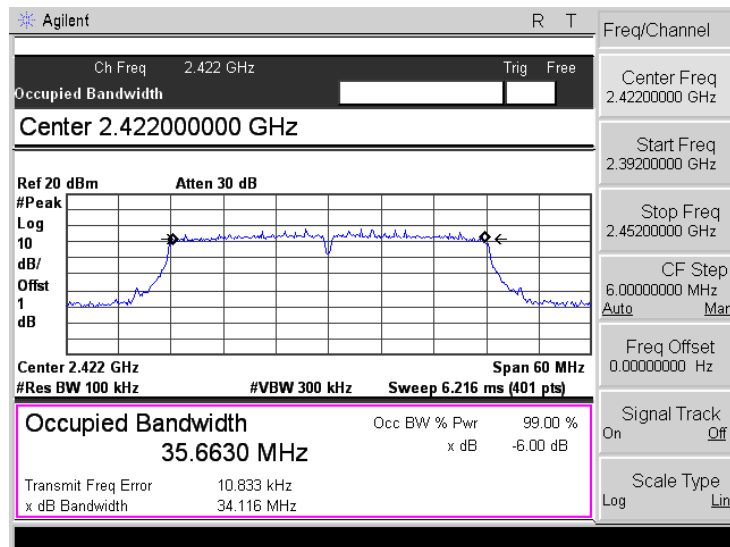 Agilent R T
Ch Freq 2.422 GHz Trig Free
Occupied Bandwidth
Center 2.422000000 GHz
Ref 20 dBm Atten 30 dB
#Peak
Log
10
dB/
Offst
1
dB
Center 2.422 GHz Span 60 MHz
#Res BW 100 kHz #VBW 300 kHz Sweep 6.216 ms (401 pts)
Occupied Bandwidth
35.6630 MHz
Occ BW % Pwr 99.00 %
x dB -6.00 dB
Transmit Freq Error 10.833 kHz
x dB Bandwidth 34.116 MHz
Freq/Channel
Center Freq
2.42200000 GHz
Start Freq
2.39200000 GHz
Stop Freq
2.45200000 GHz
CF Step
6.00000000 MHz
Auto Man
Freq Offset
0.00000000 Hz
Signal Track
On Off
Scale Type
Log Lin